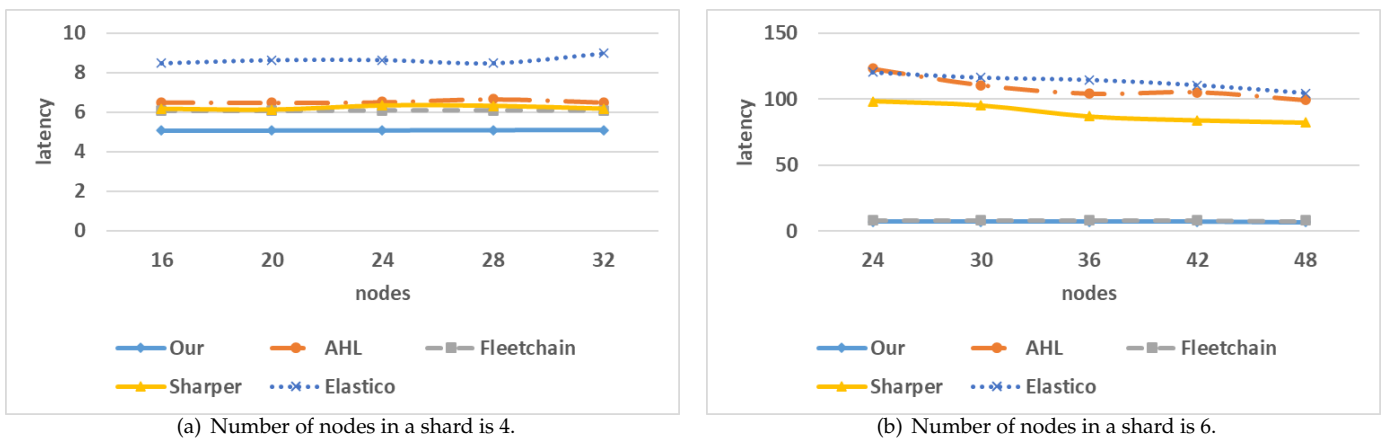 10
8
6
4
2
0
latency
16 20 24 28 32
nodes
Our AHL Fleetchain
Sharper Elastico
(a) Number of nodes in a shard is 4.
150
100
50
0
latency
24 30 36 42 48
nodes
Our AHL Fleetchain
Sharper Elastico
(b) Number of nodes in a shard is 6.